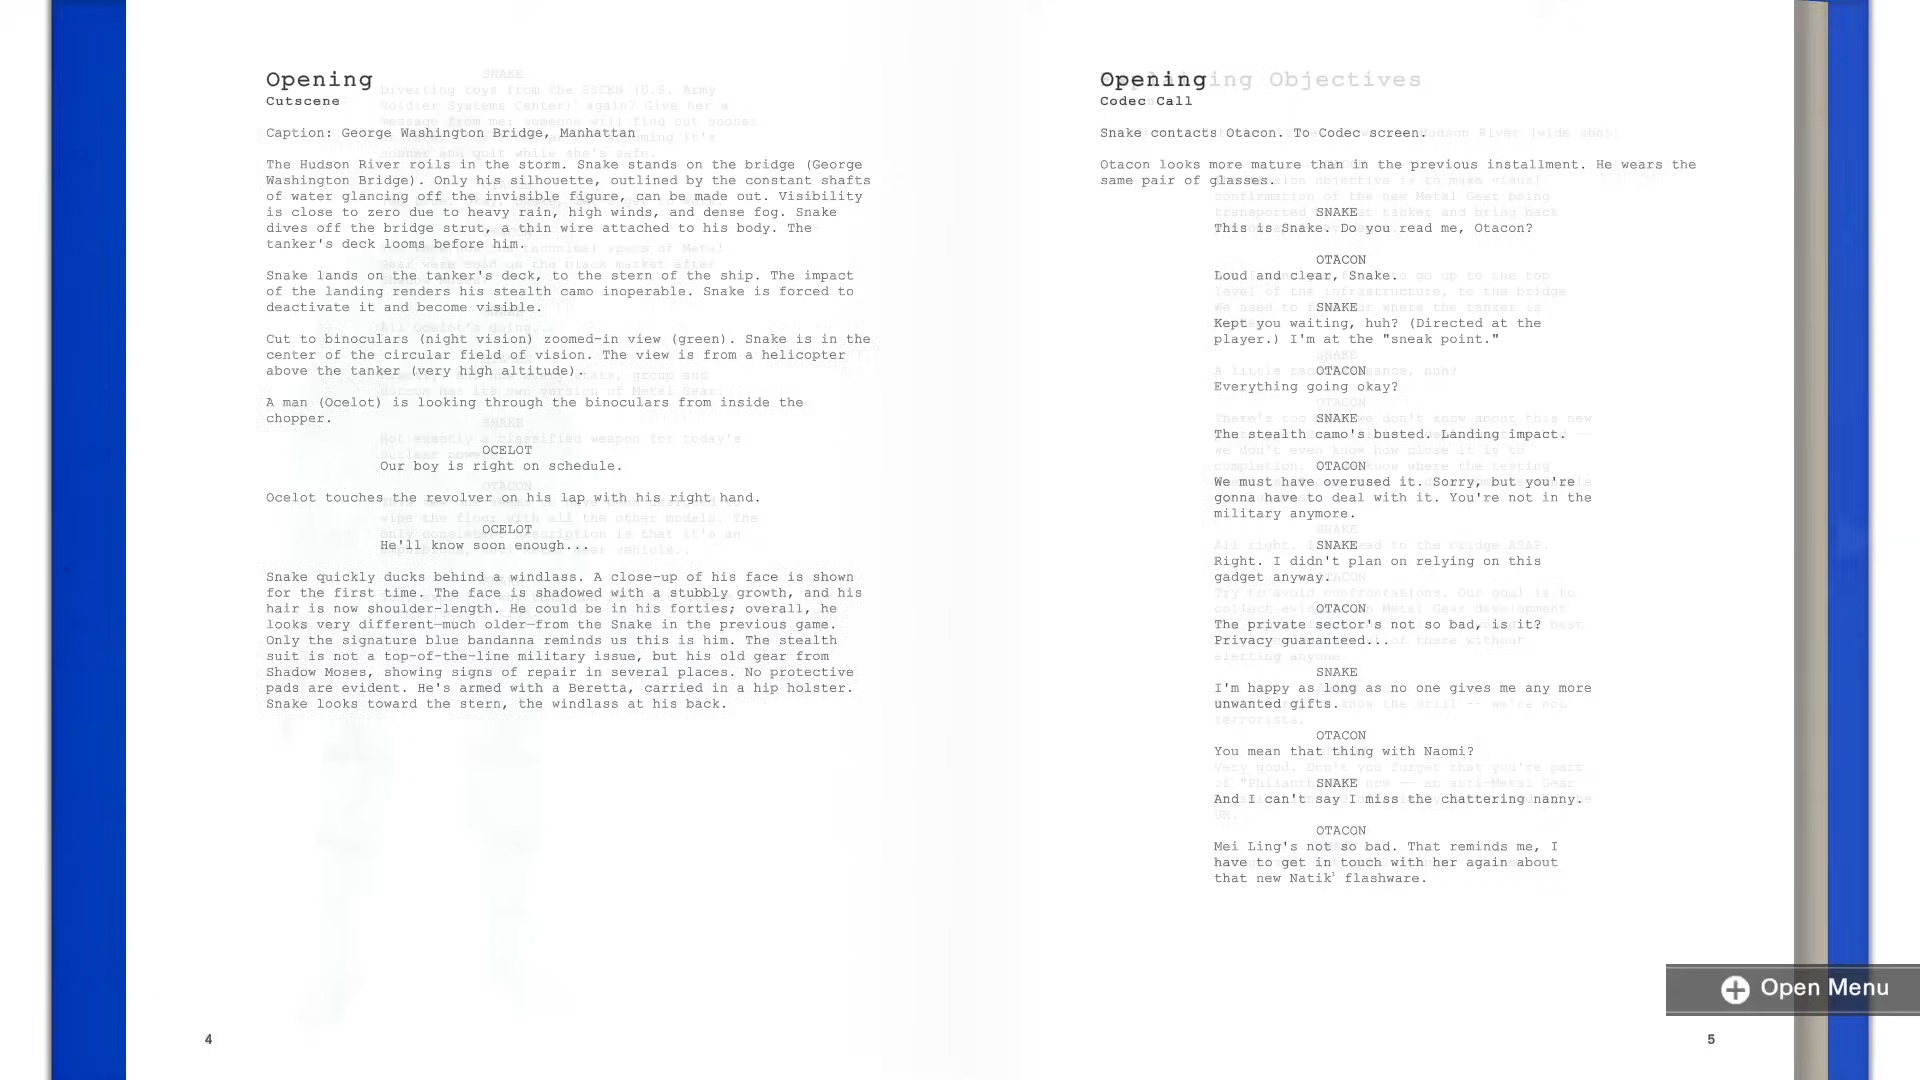 Opening
Cutscene
Caption: George Washington Bridge, Manhattan
The Hudson River roils in the storm. Snake stands on the bridge (George
Washington Bridge). Only his silhouette, outlined by the constant shafts
of water glancing off the invisible figure, can be made out. Visibility
is close to zero due to heavy rain, high winds, and dense fog. Snake
dives off the bridge strut, a thin wire attached to his body. The
tanker's deck looms before him.
Snake lands on the tanker's deck, to the stern of the ship. The impact
of the landing renders his stealth camo inoperable. Snake is forced to
deactivate it and become visible.
Cut to binoculars (night vision) zoomed-in view (green). Snake is in the
center of the circular field of vision. The view is from a helicopter
above the tanker (very high altitude).
A man (Ocelot) is looking through the binoculars from inside the
chopper.
OCELOT
Our boy is right on schedule.
Ocelot touches the revolver on his lap with his right hand.
OCELOT
He'll know soon enough...
Snake quickly ducks behind a windlass. A close-up of his face is shown
for the first time. The face is shadowed with a stubbly growth, and his
hair is now shoulder-length. He could be in his forties; overall, he
looks very different—much older—from the Snake in the previous game.
Only the signature blue bandanna reminds us this is him. The stealth
suit is not a top-of-the-line military issue, but his old gear from
Shadow Moses, showing signs of repair in several places. No protective
pads are evident. He's armed with a Beretta, carried in a hip holster.
Snake looks toward the stern, the windlass at his back.
4
Opening
Codec Call
Snake contacts Otacon. To Codec screen.
Otacon looks more mature than in the previous installment. He wears the
same pair of glasses.
SNAKE
This is Snake. Do you read me, Otacon?
OTACON
Loud and clear, Snake.
SNAKE
Kept you waiting, huh? (Directed at the
player.) I'm at the "sneak point."
OTACON
Everything going okay?
SNAKE
The stealth camo's busted. Landing impact.
OTACON
We must have overused it. Sorry, but you're
gonna have to deal with it. You're not in the
military anymore.
SNAKE
Right. I didn't plan on relying on this
gadget anyway.
OTACON
The private sector's not so bad, is it?
Privacy guaranteed...
SNAKE
I'm happy as long as no one gives me any more
unwanted gifts.
OTACON
You mean that thing with Naomi?
SNAKE
And I can't say I miss the chattering nanny.
OTACON
Mei Ling's not so bad. That reminds me, I
have to get in touch with her again about
that new Natik¹ flashware.
5
Open Menu